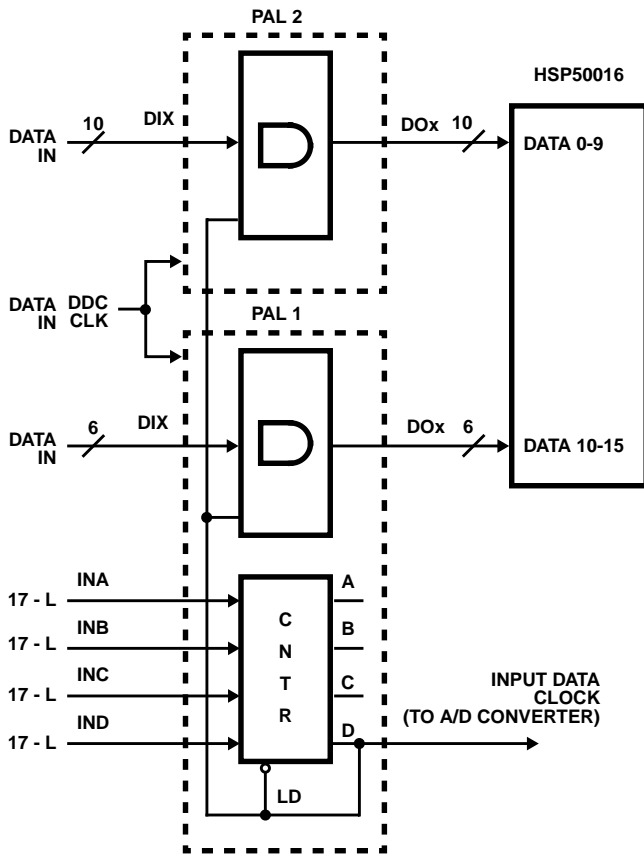 PAL 2
HSP50016
10
DIX
DOx
10
DATA
IN
DATA 0-9
DATA
IN
DDC
CLK
PAL 1
6
DIX
DOx
6
DATA
IN
DATA 10-15
17 - L
INA
A
17 - L
INB
B
17 - L
INC
C
17 - L
IND
D
C
N
T
R
INPUT DATA
CLOCK
(TO A/D CONVERTER)
LD